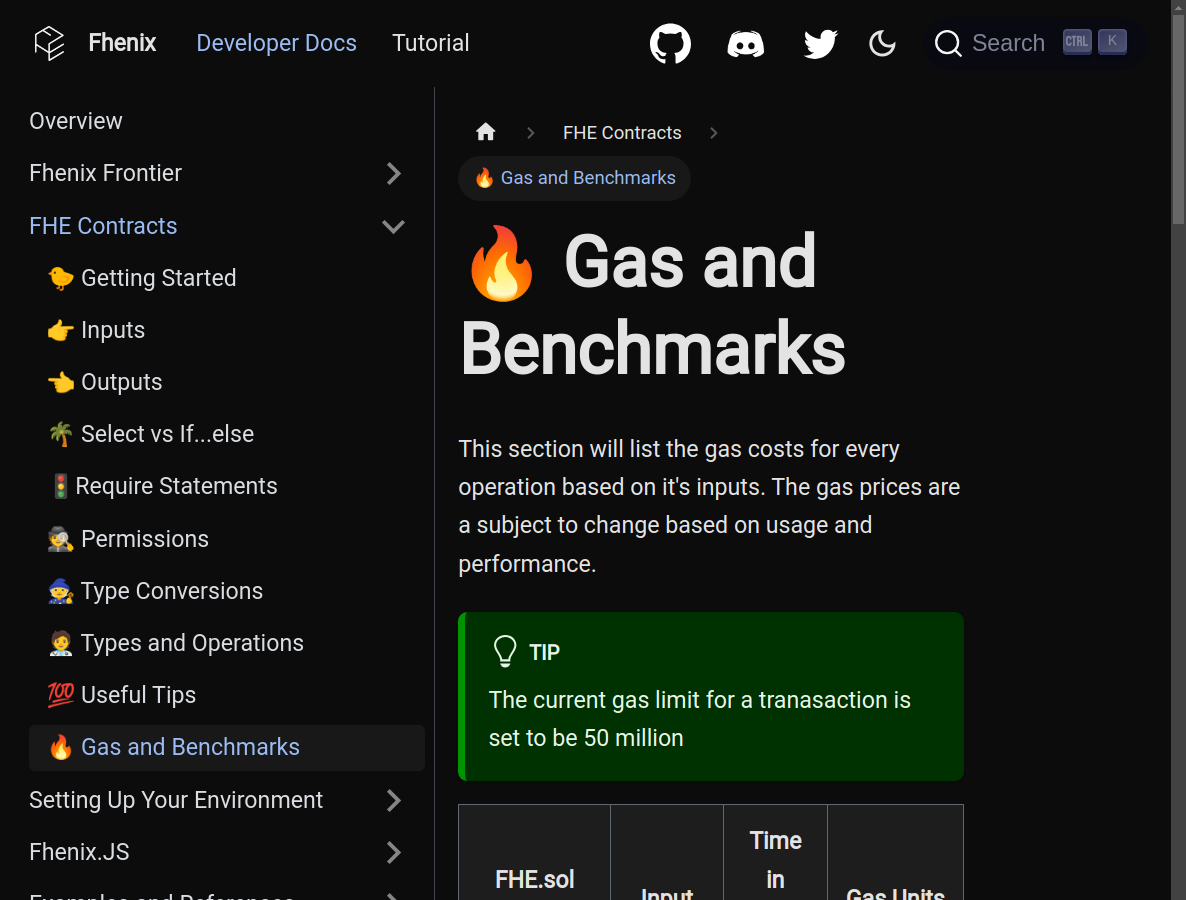 Fhenix Developer Docs Tutorial Search CTRL K
Overview
Fhenix Frontier
FHE Contracts
🐤 Getting Started
👉 Inputs
👈 Outputs
🌴 Select vs If...else
🚦Require Statements
🕵️ Permissions
🧙 Type Conversions
🧑‍⚕️ Types and Operations
💯 Useful Tips
🔥 Gas and Benchmarks
Setting Up Your Environment
Fhenix.JS
Examples and References
FHE Contracts
🔥 Gas and Benchmarks
🔥 Gas and
Benchmarks
This section will list the gas costs for every
operation based on it's inputs. The gas prices are
a subject to change based on usage and
performance.
TIP
The current gas limit for a tranasaction is
set to be 50 million
Time
in
FHE.sol
Input
Gas Units